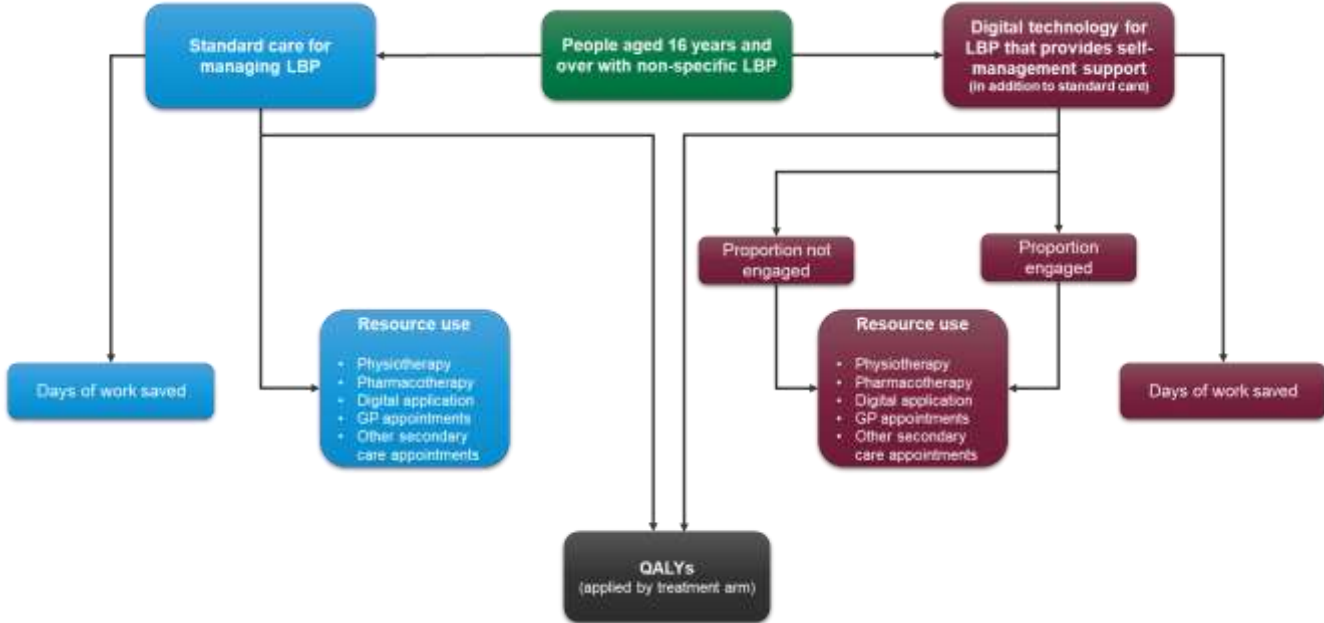 Standard care for
managing LBP
People aged 16 years and
over with non-specific LBP
Digital technology for
LBP that provides self-
management support
(in addition to standard care)
Proportion not
engaged
Proportion
engaged
Days of work saved
Resource use
• Physiotherapy
• Pharmacotherapy
• Digital application
• GP appointments
• Other secondary
care appointments
Resource use
• Physiotherapy
• Pharmacotherapy
• Digital application
• GP appointments
• Other secondary
care appointments
Days of work saved
QALYs
(applied by treatment arm)